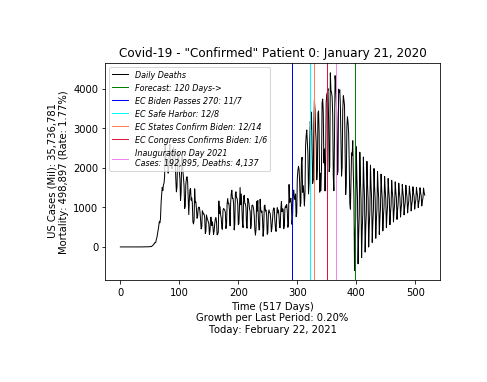 Covid-19 - "Confirmed" Patient 0: January 21, 2020
Daily Deaths
Forecast: 120 Days->
EC Biden Passes 270: 11/7
EC Safe Harbor: 12/8
EC States Confirm Biden: 12/14
EC Congress Confirms Biden: 1/6
Inauguration Day 2021
Cases: 192,895, Deaths: 4,137
US Cases (Mil): 35,736,781
Mortality: 498,897 (Rate: 1.77%)
4000
3000
2000
1000
0
0 100 200 300 400 500
Time (517 Days)
Growth per Last Period: 0.20%
Today: February 22, 2021